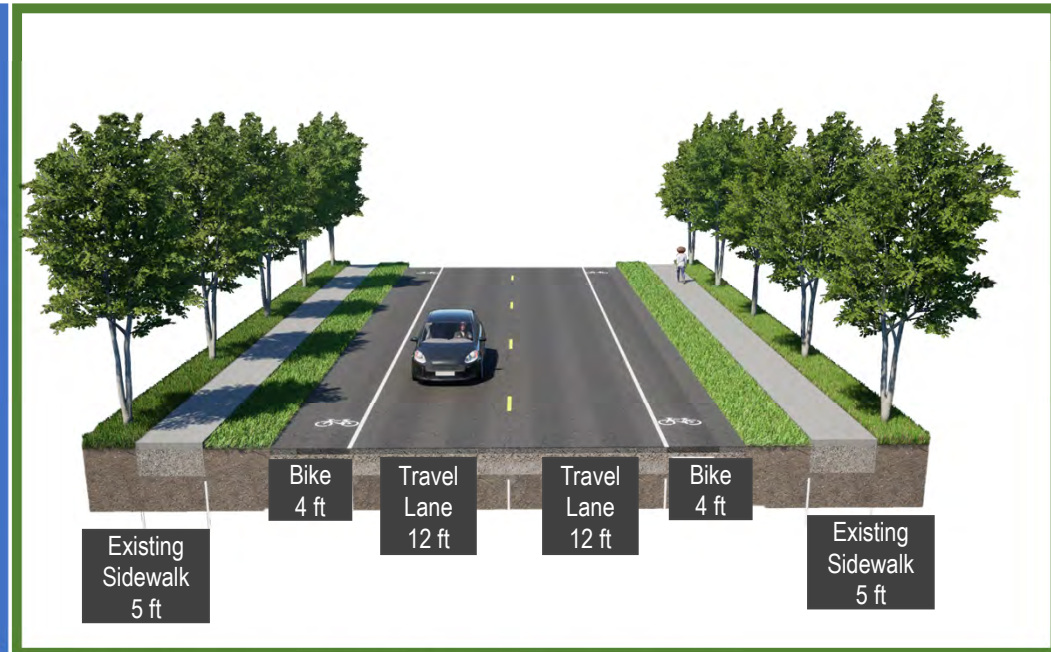 Bike
4 ft
Travel
Lane
12 ft
Travel
Lane
12 ft
Bike
4 ft
Existing
Sidewalk
5 ft
Existing
Sidewalk
5 ft